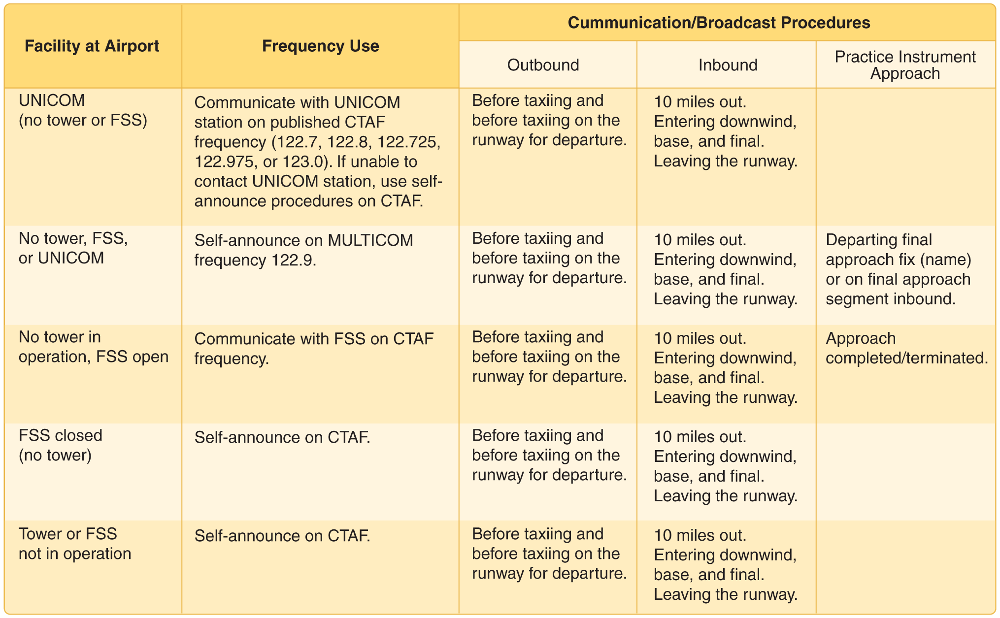 Facility at Airport
Frequency Use
Cummunication/Broadcast Procedures
Outbound
Inbound
Practice Instrument
Approach
UNICOM
(no tower or FSS)
Communicate with UNICOM
station on published CTAF
frequency (122.7, 122.8, 122.725,
122.975, or 123.0). If unable to
contact UNICOM station, use self-
announce procedures on CTAF.
Before taxiing and
before taxiing on the
runway for departure.
10 miles out.
Entering downwind,
base, and final.
Leaving the runway.
No tower, FSS,
or UNICOM
Self-announce on MULTICOM
frequency 122.9.
Before taxiing and
before taxiing on the
runway for departure.
10 miles out.
Entering downwind,
base, and final.
Leaving the runway.
Departing final
approach fix (name)
or on final approach
segment inbound.
No tower in
operation, FSS open
Communicate with FSS on CTAF
frequency.
Before taxiing and
before taxiing on the
runway for departure.
10 miles out.
Entering downwind,
base, and final.
Leaving the runway.
Approach
completed/terminated.
FSS closed
(no tower)
Self-announce on CTAF.
Before taxiing and
before taxiing on the
runway for departure.
10 miles out.
Entering downwind,
base, and final.
Leaving the runway.
Tower or FSS
not in operation
Self-announce on CTAF.
Before taxiing and
before taxiing on the
runway for departure.
10 miles out.
Entering downwind,
base, and final.
Leaving the runway.